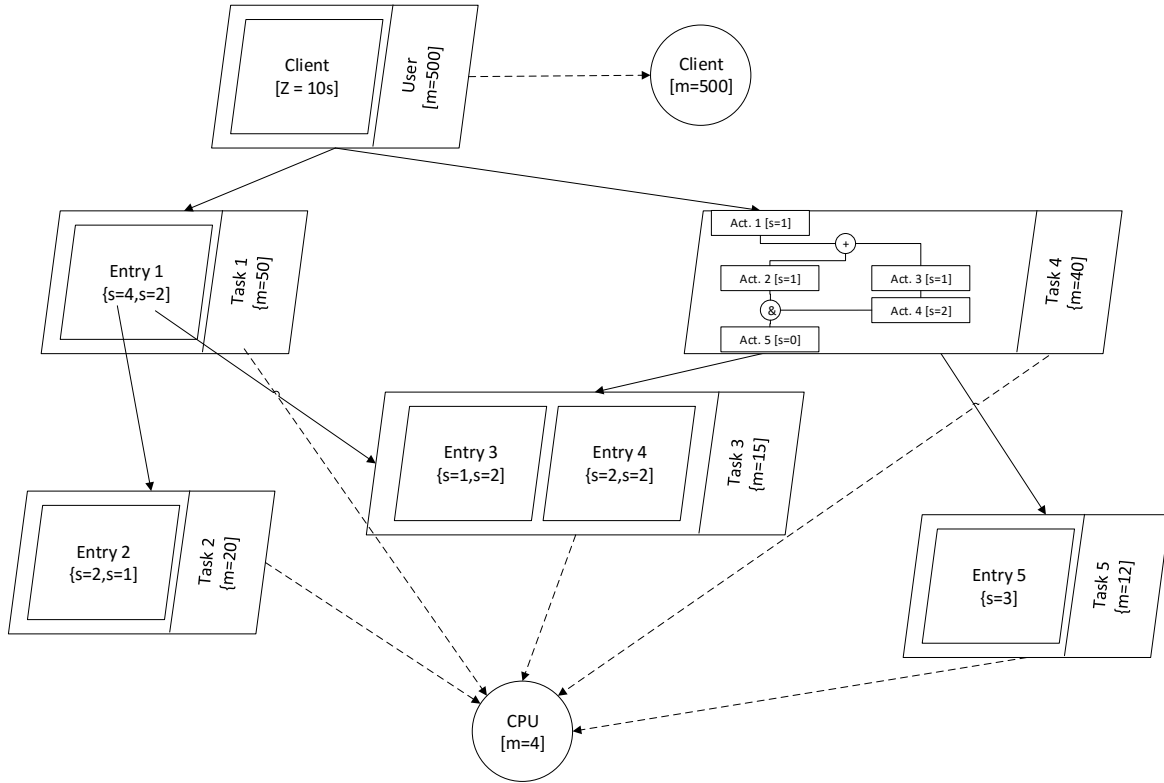 Client
[Z = 10s]
User
[m=500]
Client
[m=500]
Entry 1
{s=4,s=2]
Task 1
{m=50]
Act. 1 [s=1]
+
Act. 2 [s=1]
Act. 3 [s=1]
&
Act. 4 [s=2]
Act. 5 [s=0]
Task 4
{m=40]
Entry 3
{s=1,s=2]
Entry 4
{s=2,s=2]
Task 3
{m=15]
Entry 2
{s=2,s=1]
Task 2
{m=20]
Entry 5
{s=3]
Task 5
{m=12]
CPU
[m=4]